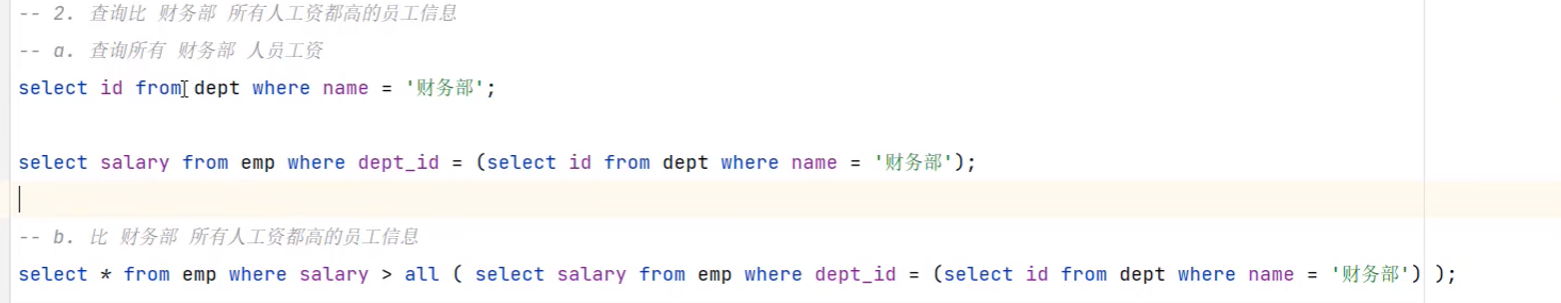 -- 2. 查询比 财务部 所有人工资都高的员工信息
-- a. 查询所有 财务部 人员工资
select id from dept where name = '财务部';
select salary from emp where dept_id = (select id from dept where name = '财务部');
-- b. 比 财务部 所有人工资都高的员工信息
select * from emp where salary > all ( select salary from emp where dept_id = (select id from dept where name = '财务部') );